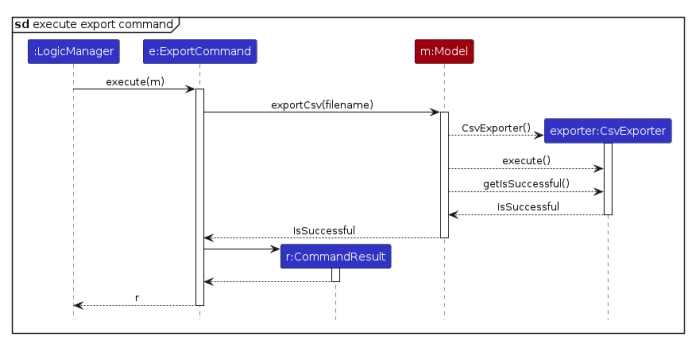 sd execute export command
:LogicManager
e:ExportCommand
m:Model
execute(m)
exportCsv(filename)
CsvExporter()
exporter:CsvExporter
execute()
getIsSuccessful()
IsSuccessful
IsSuccessful
r:CommandResult
r